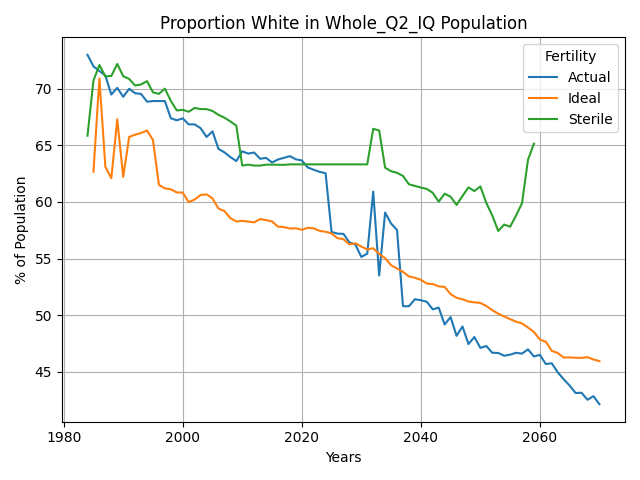 Proportion White in Whole_Q2_IQ Population
Fertility
Actual
Ideal
Sterile
% of Population
70
65
60
55
50
45
1980
2000
2020
2040
2060
Years